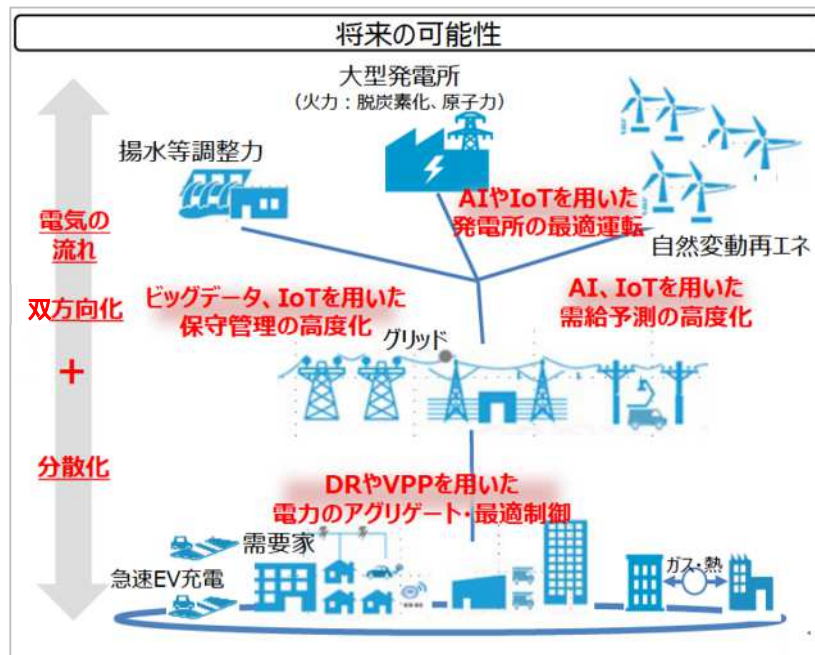 将来の可能性
大型発電所
（火力：脱炭素化、原子力）
揚水等調整力
AIやIoTを用いた
発電所の最適運転
自然変動再エネ
電気の
流れ
双方向化
＋
分散化
ビッグデータ、IoTを用いた
保守管理の高度化
AI、IoTを用いた
需給予測の高度化
グリッド
DRやVPPを用いた
電力のアグリゲート・最適制御
需要家
急速EV充電
ガス・熱